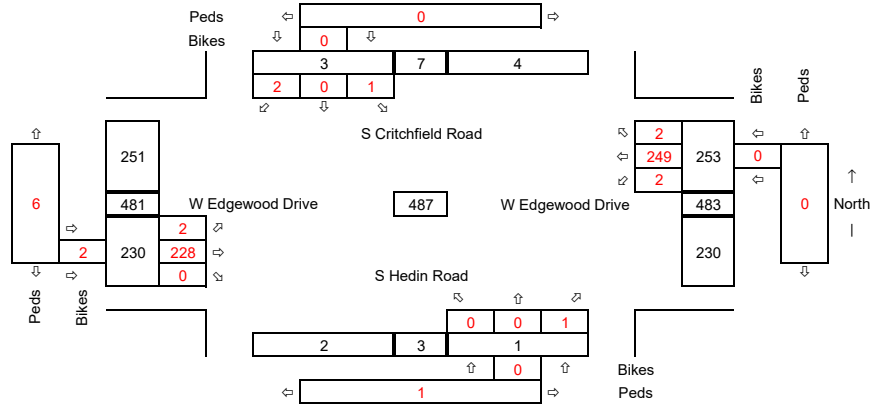 Peds ⇦ 0 ⇨
Bikes ⇩ 0 ⇩
3 7 4
2 0 1
⬃ ⇩ ⬂
Bikes
Peds
S Critchfield Road
⇧ 251 ⬁ 2 253 ⇦ ⇧
⇦ 249 0
6 481 W Edgewood Drive 487 W Edgewood Drive ⬃ 2 483 ⇦ 0 ↑ North |
⇨ 230 2 ⬀ 230
2 228 ⇨
⇩ ⇨ 0 ⬂ ⇩
S Hedin Road
Peds
Bikes
⬁ ⇧ ⬀
0 0 1
2 3 1
⇧ 0 ⇧ Bikes
⇦ 1 ⇨ Peds